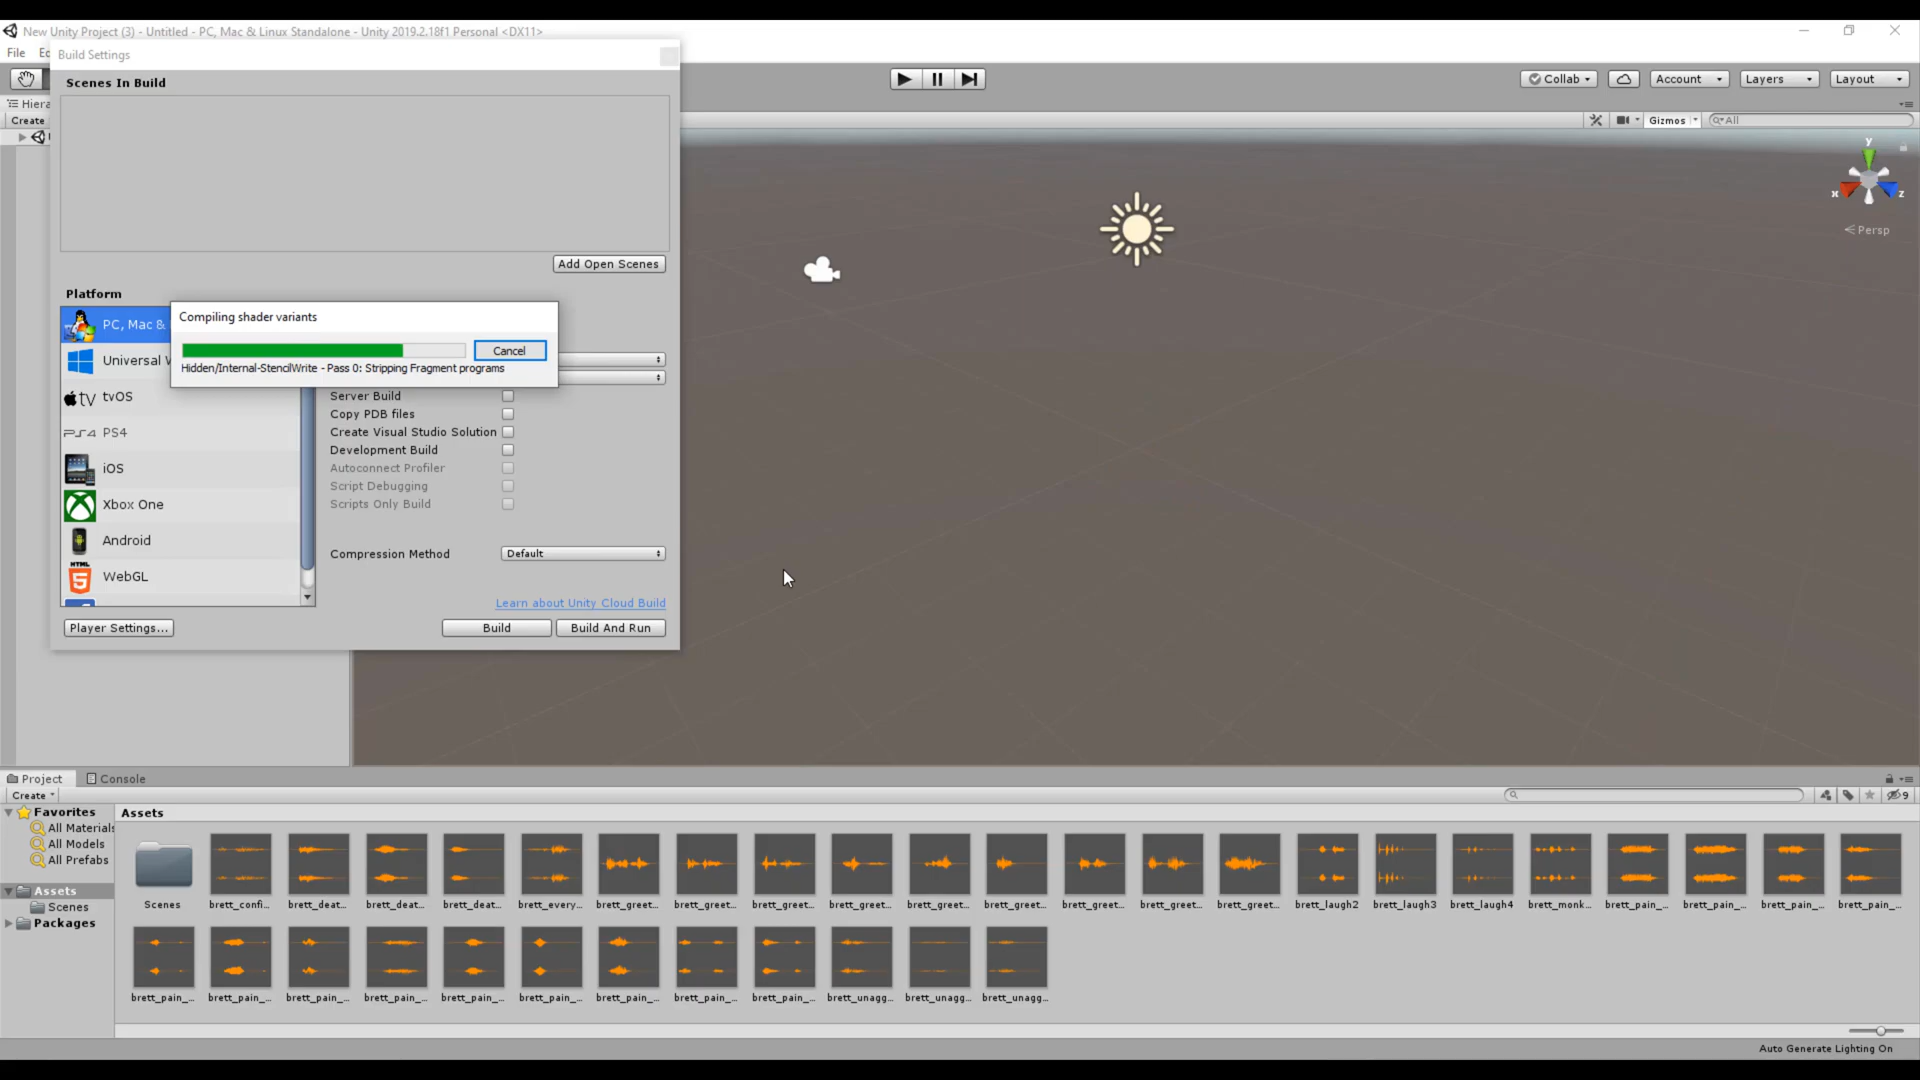 New Unity Project (3) - Untitled - PC, Mac & Linux Standalone - Unity 2019.2.18f1 Personal <DX11>
File
Build Settings
Scenes In Build
Collab
Account
Layers
Layout
Create
Gizmos
All
y
x
z
Persp
Add Open Scenes
Platform
Compiling shader variants
PC, Mac &
Cancel
Universal
Hidden/Internal-StencilWrite - Pass 0: Stripping Fragment programs
tv tvOS
Server Build
Copy PDB files
PS4 PS4
Create Visual Studio Solution
Development Build
iOS
Autoconnect Profiler
Script Debugging
Xbox One
Scripts Only Build
Android
Compression Method
Default
HTML
5
WebGL
Learn about Unity Cloud Build
Player Settings...
Build
Build And Run
Project
Console
Create
9
Favorites
Assets
All Materials
All Models
All Prefabs
Assets
Scenes
Packages
Scenes
brett_confi...
brett_deat...
brett_deat...
brett_deat...
brett_every...
brett_greet...
brett_greet...
brett_greet...
brett_greet...
brett_greet...
brett_greet...
brett_greet...
brett_greet...
brett_greet...
brett_laugh2
brett_laugh3
brett_laugh4
brett_monk...
brett_pain_...
brett_pain_...
brett_pain_...
brett_pain_...
brett_pain_...
brett_pain_...
brett_pain_...
brett_pain_...
brett_pain_...
brett_pain_...
brett_pain_...
brett_pain_...
brett_pain_...
brett_unagg...
brett_unagg...
brett_unagg...
Auto Generate Lighting On